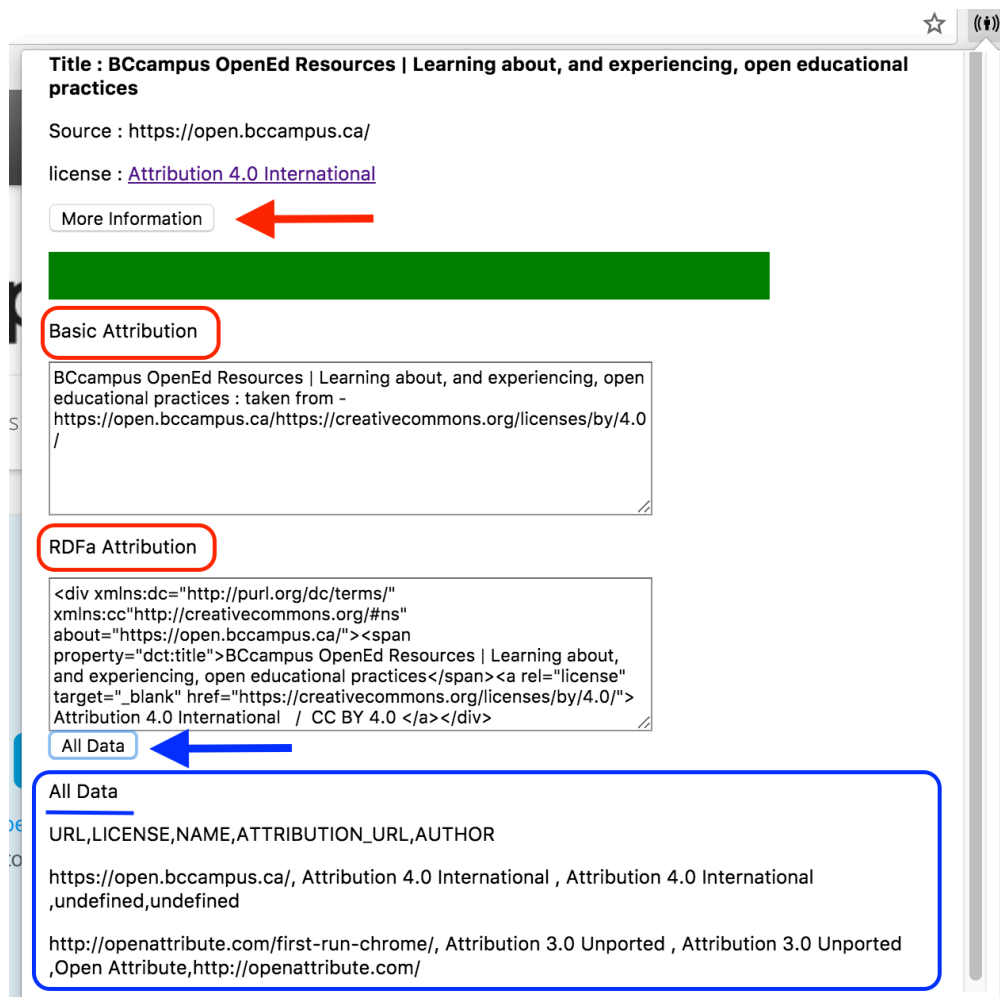 Title : BCcampus OpenEd Resources | Learning about, and experiencing, open educational
practices
Source : https://open.bccampus.ca/
license : Attribution 4.0 International
More Information
Basic Attribution
BCcampus OpenEd Resources | Learning about, and experiencing, open
educational practices : taken from -
https://open.bccampus.ca/https://creativecommons.org/licenses/by/4.0
/
RDFa Attribution
<div xmlns:dc="http://purl.org/dc/terms/"
xmlns:cc"http://creativecommons.org/#ns"
about="https://open.bccampus.ca/"><span
property="dct:title">BCcampus OpenEd Resources | Learning about,
and experiencing, open educational practices</span><a rel="license"
target="_blank" href="https://creativecommons.org/licenses/by/4.0/">
Attribution 4.0 International  / CC BY 4.0 </a></div>
All Data
All Data
URL,LICENSE,NAME,ATTRIBUTION_URL,AUTHOR
https://open.bccampus.ca/, Attribution 4.0 International , Attribution 4.0 International
,undefined,undefined
http://openattribute.com/first-run-chrome/, Attribution 3.0 Unported , Attribution 3.0 Unported
,Open Attribute,http://openattribute.com/